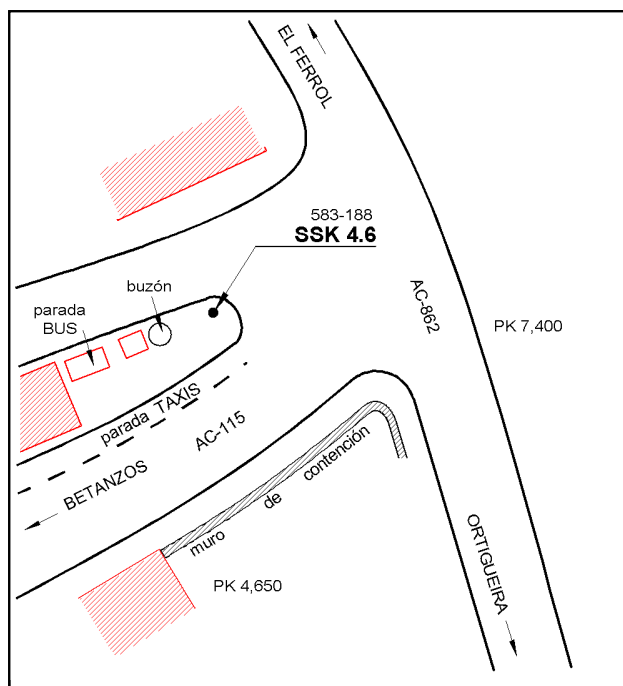 EL FERROL
583-188
SSK 4.6
buzón
parada
BUS
AC-862
PK 7,400
parada TAXIS
AC-115
BETANZOS
muro de contención
PK 4,650
ORTIGUEIRA